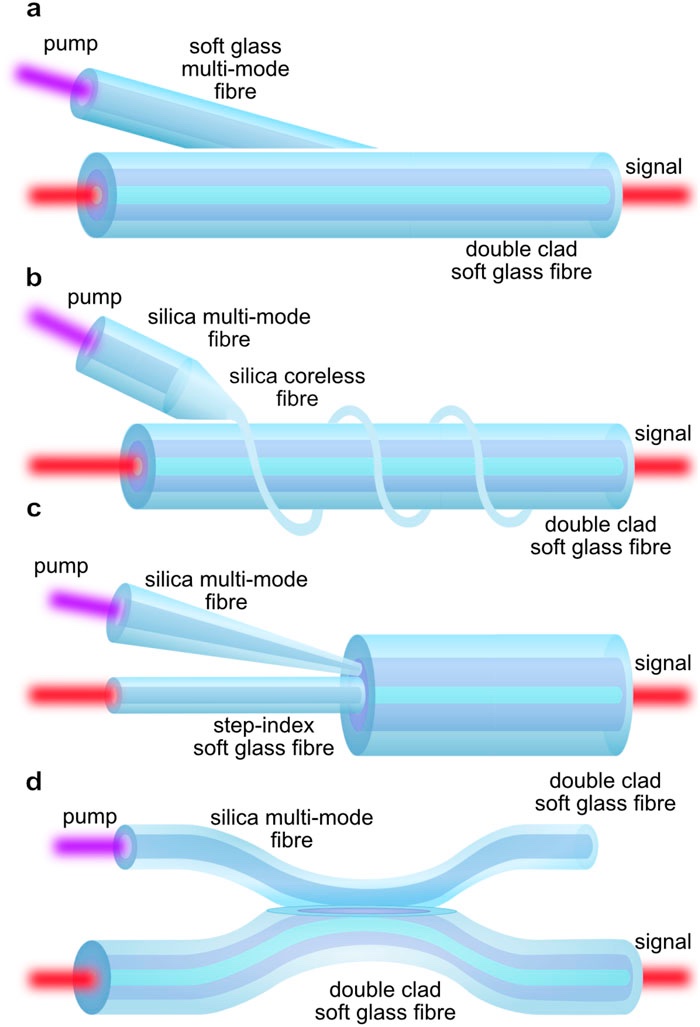 a
pump
soft glass
multi-mode
fibre
signal
double clad
soft glass fibre
b
pump
silica multi-mode
fibre
silica coreless
fibre
signal
double clad
soft glass fibre
c
pump
silica multi-mode
fibre
signal
step-index
soft glass fibre
d
double clad
soft glass fibre
pump
silica multi-mode
fibre
signal
double clad
soft glass fibre